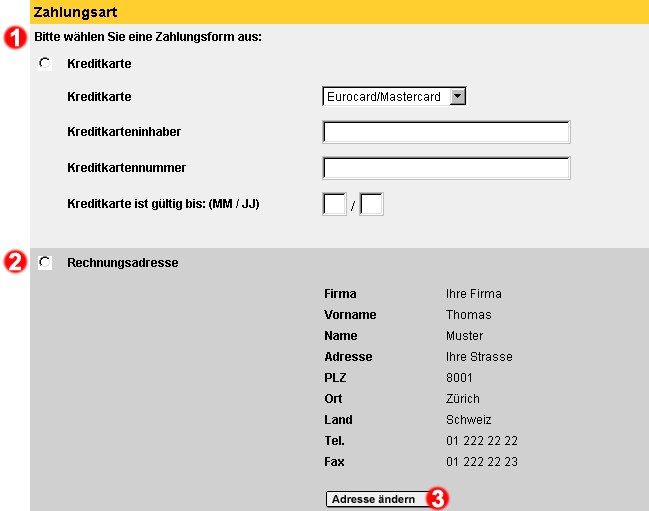 Zahlungsart
1 Bitte wählen Sie eine Zahlungsform aus:
Kreditkarte
Kreditkarte Eurocard/Mastercard
Kreditkarteninhaber
Kreditkartennummer
Kreditkarte ist gültig bis: (MM / JJ) /
2 Rechnungsadresse
Firma Ihre Firma
Vorname Thomas
Name Muster
Adresse Ihre Strasse
PLZ 8001
Ort Zürich
Land Schweiz
Tel. 01 222 22 22
Fax 01 222 22 23
Adresse ändern 3